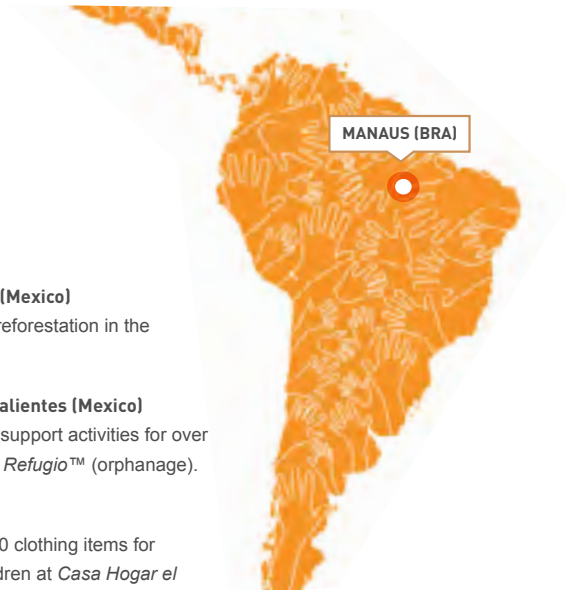 MANAUS (BRA)
(Mexico)
reforestation in the
alientes (Mexico)
support activities for over
Refugio™ (orphanage).
0 clothing items for
dren at Casa Hogar el